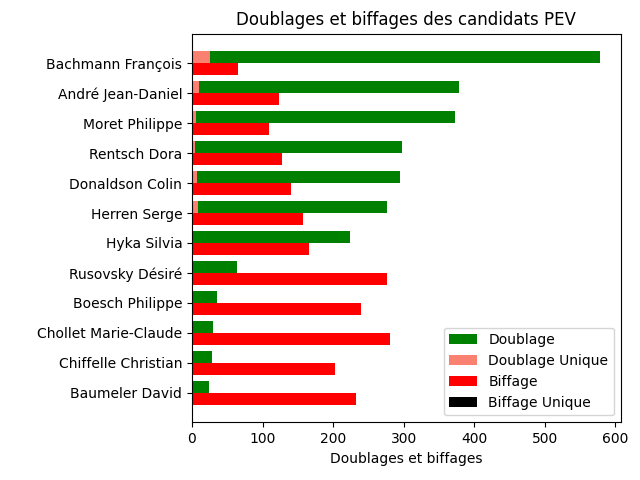 Doublages et biffages des candidats PEV
Bachmann François
André Jean-Daniel
Moret Philippe
Rentsch Dora
Donaldson Colin
Herren Serge
Hyka Silvia
Rusovsky Désiré
Boesch Philippe
Chollet Marie-Claude
Chiffelle Christian
Baumeler David
Doublage
Doublage Unique
Biffage
Biffage Unique
0 100 200 300 400 500 600
Doublages et biffages